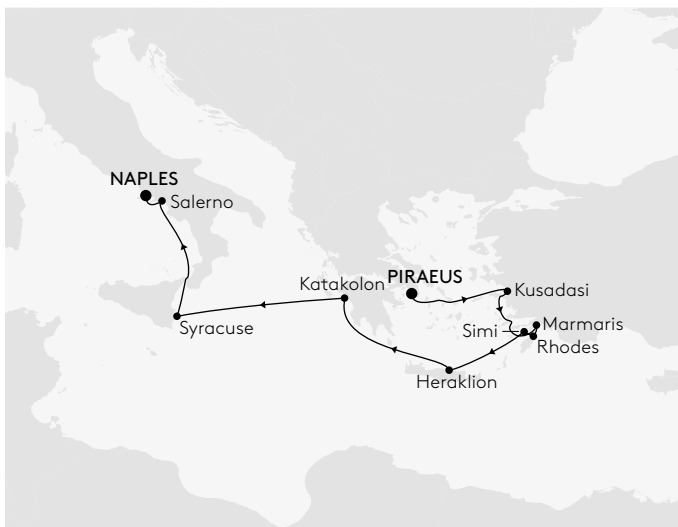 NAPLES
Salerno
PIRAEUS
Katakolon
Kusadasi
Syracuse
Simi
Marmaris
Rhodes
Heraklion